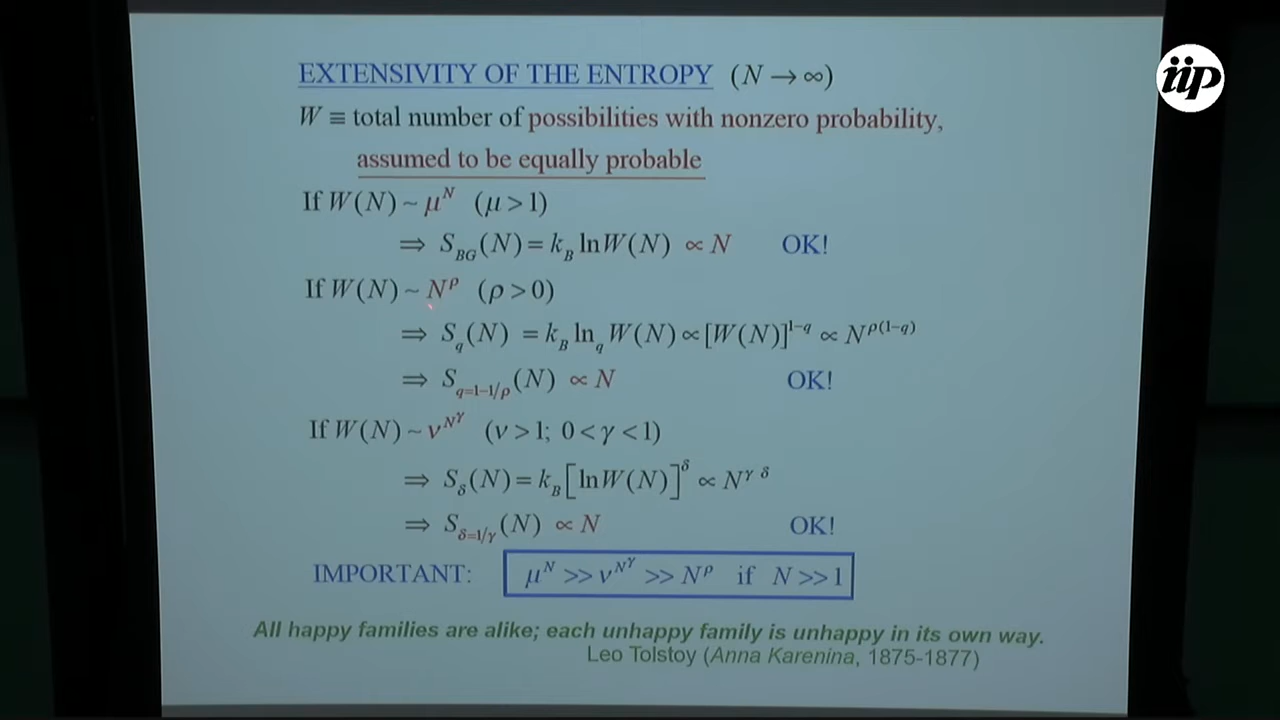 iip
EXTENSIVITY OF THE ENTROPY (N → ∞)
W ≡ total number of possibilities with nonzero probability,
assumed to be equally probable
If W(N) ~ μ^N (μ > 1)
⇒ S_{BG}(N) = k_B ln W(N) ∝ N OK!
If W(N) ~ N^ρ (ρ > 0)
⇒ S_q(N) = k_B ln_q W(N) ∝ [W(N)]^{1-q} ∝ N^{ρ(1-q)}
⇒ S_{q=1-1/ρ}(N) ∝ N OK!
If W(N) ~ ν^{N^γ} (ν > 1; 0 < γ < 1)
⇒ S_δ(N) = k_B [ln W(N)]^δ ∝ N^{γ δ}
⇒ S_{δ=1/γ}(N) ∝ N OK!
IMPORTANT: μ^N >> ν^{N^γ} >> N^ρ if N >> 1
All happy families are alike; each unhappy family is unhappy in its own way.
Leo Tolstoy (Anna Karenina, 1875-1877)